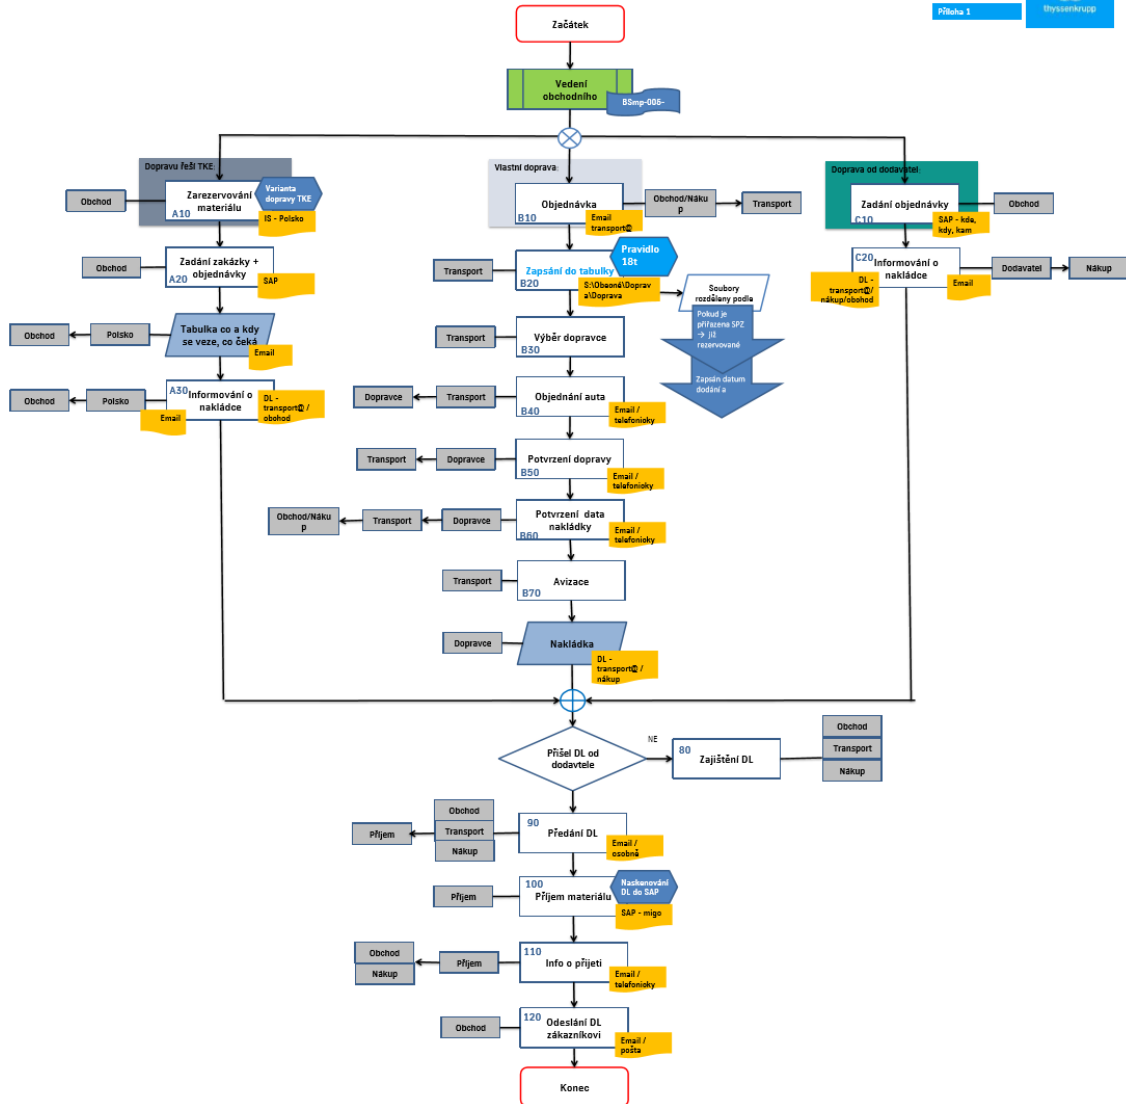 Příloha 1
thyssenkrupp
Začátek
Vedení
obchodního
BSmp-005-
Dopravu řeší TKE:
Zarezervování
materiálu
A10
Varianta
dopravy TKE
IS - Polsko
Obchod
Zadání zakázky +
objednávky
A20
SAP
Obchod
Tabulka co a kdy
se veze, co čeká
Email
Polsko
Obchod
A30
Informování o
nakládce
DL -
transport@ /
obchod
Email
Polsko
Obchod
Vlastní doprava:
Objednávka
B10
Email
transport@
Obchod/Náku
p
Transport
Transport
Zapsání do tabulky
B20
Pravidlo
18t
S:\Obecné\Doprav
a\Doprava
Soubory
rozděleny podle
Pokud je
přiřazena SPZ
→ již
rezervované
Zapsán datum
dodání a
Transport
Výběr dopravce
B30
Dopravce
Transport
Objednání auta
B40
Email /
telefonicky
Transport
Dopravce
Potvrzení dopravy
B50
Email /
telefonicky
Obchod/Náku
p
Transport
Dopravce
Potvrzení data
nakládky
B60
Email /
telefonicky
Transport
Avizace
B70
Dopravce
Nakládka
DL -
transport@ /
nákup
Doprava od dodavatel:
Zadání objednávky
C10
SAP - kde,
kdy, kam
Obchod
C20
Informování o
nakládce
DL -
transport@/
nákup/obchod
Email
Dodavatel
Nákup
Přišel DL od
dodavtele
NE
80
Zajištění DL
Obchod
Transport
Nákup
90
Předání DL
Email /
osobně
Obchod
Transport
Nákup
Příjem
100
Příjem materiálu
Naskenování
DL do SAP
SAP - migo
Příjem
110
Info o přijeti
Email /
telefonicky
Příjem
Obchod
Nákup
120
Odeslání DL
zákazníkovi
Email /
pošta
Obchod
Konec